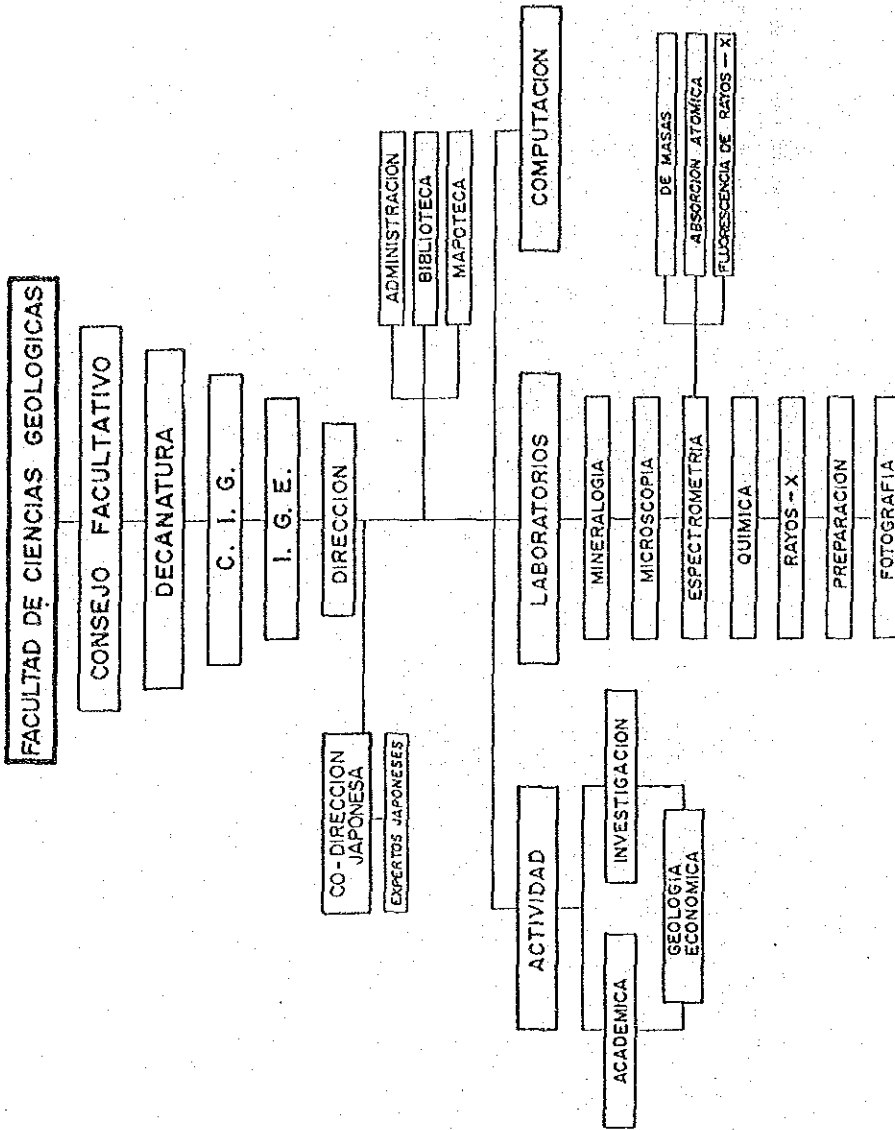 FACULTAD DE CIENCIAS GEOLOGICAS
CONSEJO FACULTATIVO
DECANATURA
C. I. G.
I. G. E.
DIRECCION
CO-DIRECCION
JAPONESA
EXPERTOS JAPONESES
ADMINISTRACION
BIBLIOTECA
MAPOTECA
ACTIVIDAD
ACADEMICA
INVESTIGACION
GEOLOGIA
ECONOMICA
LABORATORIOS
MINERALOGIA
MICROSCOPIA
ESPECTROMETRIA
DE MASAS
ABSORCION ATOMICA
FLUORESCENCIA DE RAYOS-X
QUIMICA
RAYOS-X
PREPARACION
FOTOGRAFIA
COMPUTACION